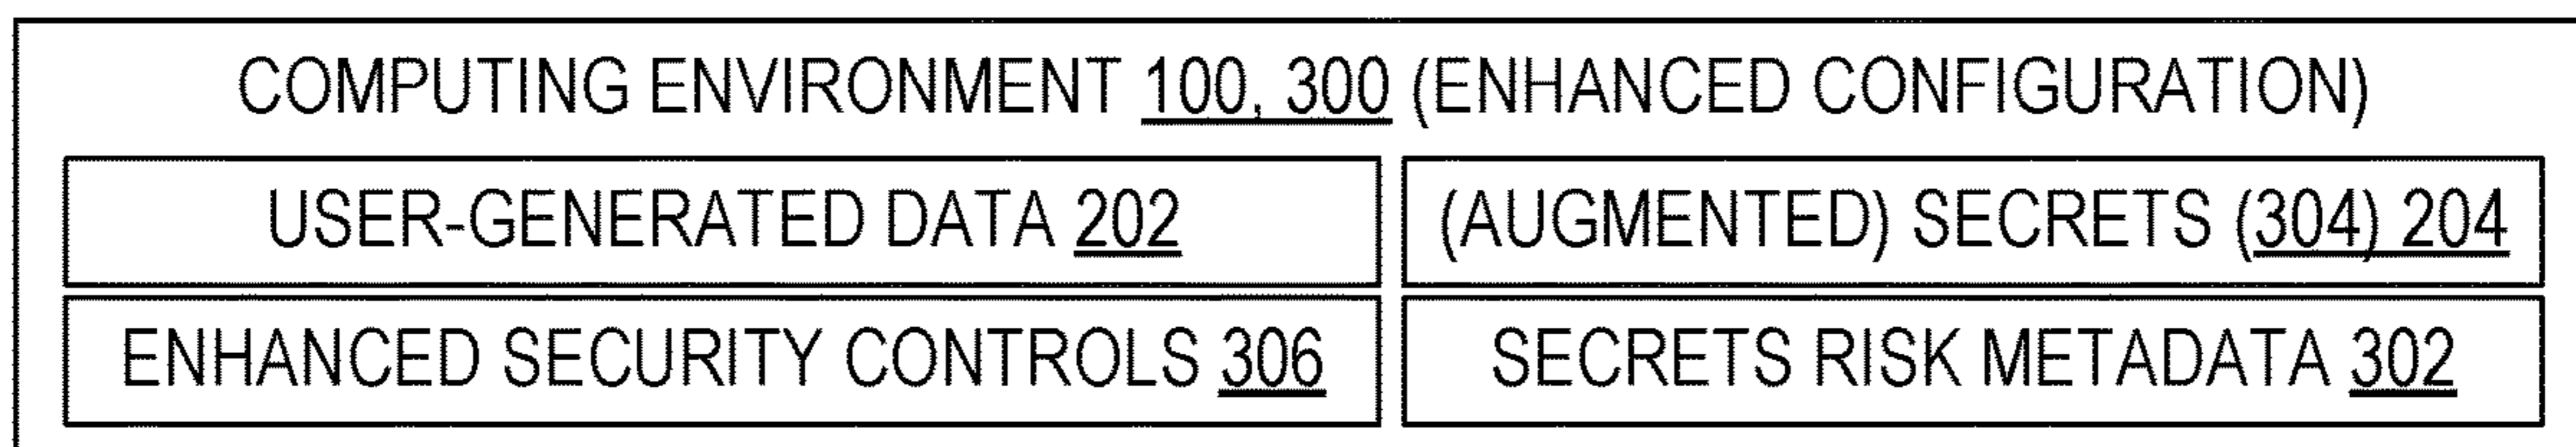 COMPUTING ENVIRONMENT 100, 300 (ENHANCED CONFIGURATION)
USER-GENERATED DATA 202
(AUGMENTED) SECRETS (304) 204
ENHANCED SECURITY CONTROLS 306
SECRETS RISK METADATA 302